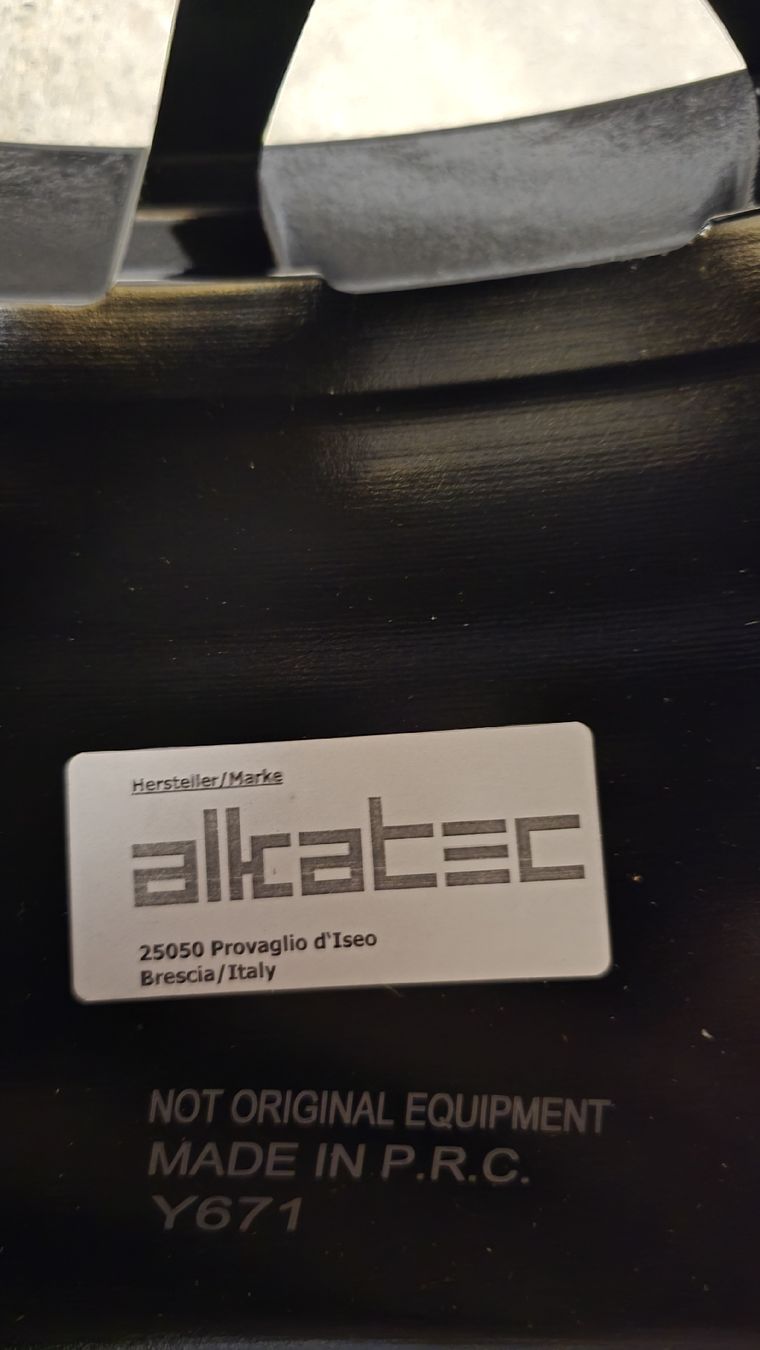 Hersteller/Marke
alkatec
25050 Provaglio d'Iseo
Brescia/Italy
NOT ORIGINAL EQUIPMENT
MADE IN P.R.C.
Y671